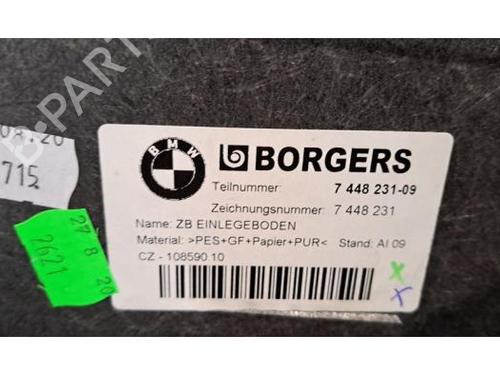 BMW
BORGERS
Teilnummer: 7 448 231-09
Zeichnungsnummer: 7 448 231
Name: ZB EINLEGEBODEN
Material: >PES+GF+Papier+PUR< Stand: AI 09
CZ - 108590 10
715
27 8 20
2621
X
X